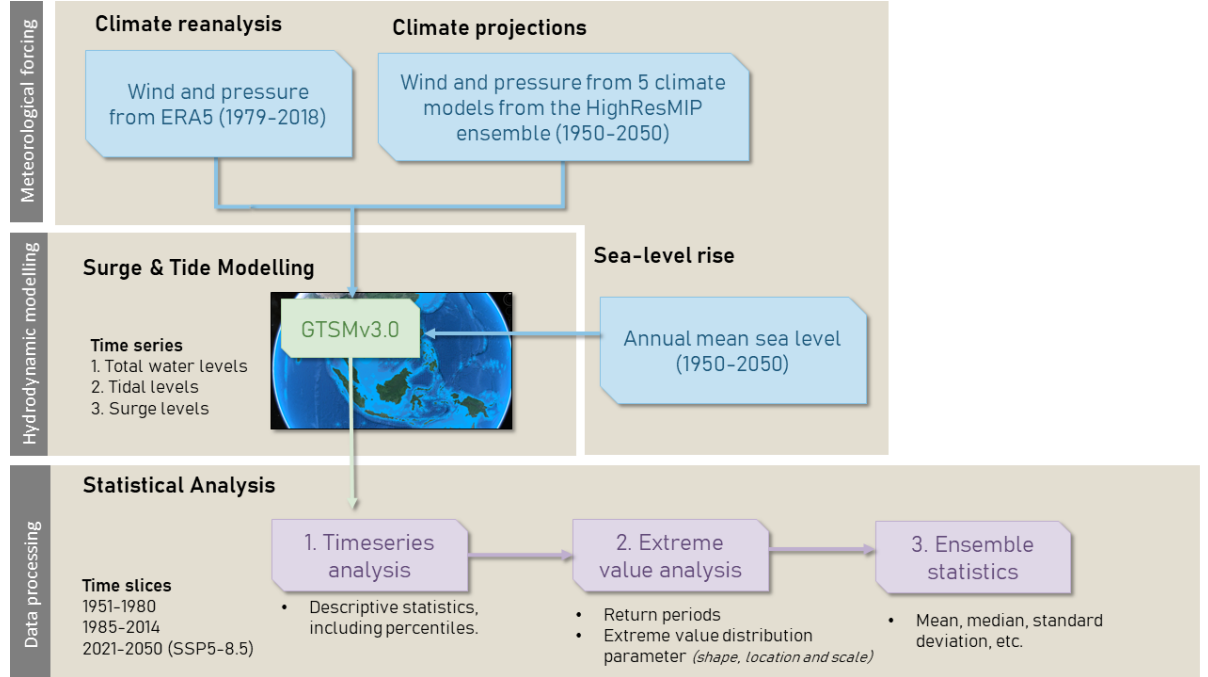 Meteorological forcing
Climate reanalysis
Wind and pressure
from ERA5 (1979-2018)
Climate projections
Wind and pressure from 5 climate
models from the HighResMIP
ensemble (1950-2050)
Hydrodynamic modelling
Surge & Tide Modelling
GTSMv3.0
Time series
1. Total water levels
2. Tidal levels
3. Surge levels
Sea-level rise
Annual mean sea level
(1950-2050)
Data processing
Statistical Analysis
Time slices
1951-1980
1985-2014
2021-2050 (SSP5-8.5)
1. Timeseries
analysis
• Descriptive statistics,
including percentiles.
2. Extreme
value analysis
• Return periods
• Extreme value distribution
parameter (shape, location and scale)
3. Ensemble
statistics
• Mean, median, standard
deviation, etc.